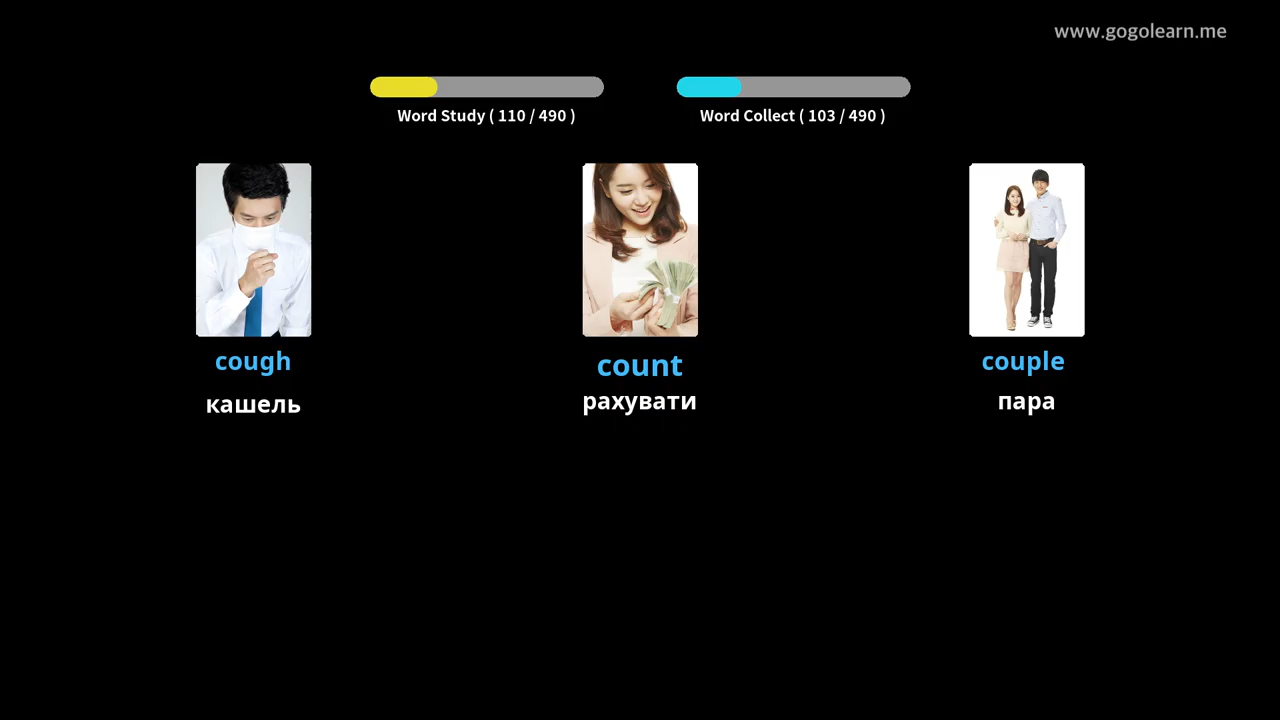 www.gogolearn.me
Word Study ( 110 / 490 )
Word Collect ( 103 / 490 )
cough
count
couple
кашель
рахувати
пара